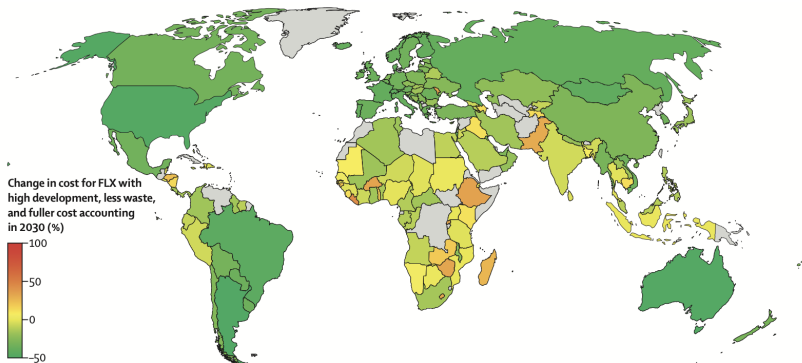 Change in cost for FLX with
high development, less waste,
and fuller cost accounting
in 2030 (%)
100
50
0
–50